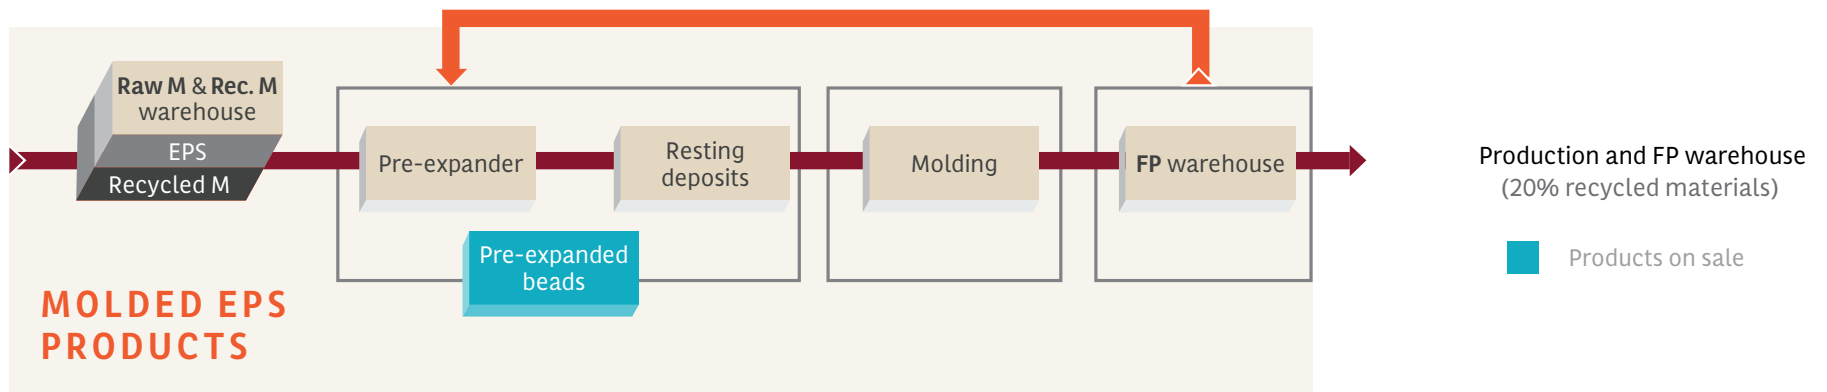 Raw M & Rec. M
warehouse
EPS
Recycled M
Pre-expander
Resting
deposits
Pre-expanded
beads
Molding
FP warehouse
MOLDED EPS
PRODUCTS
Production and FP warehouse
(20% recycled materials)
Products on sale